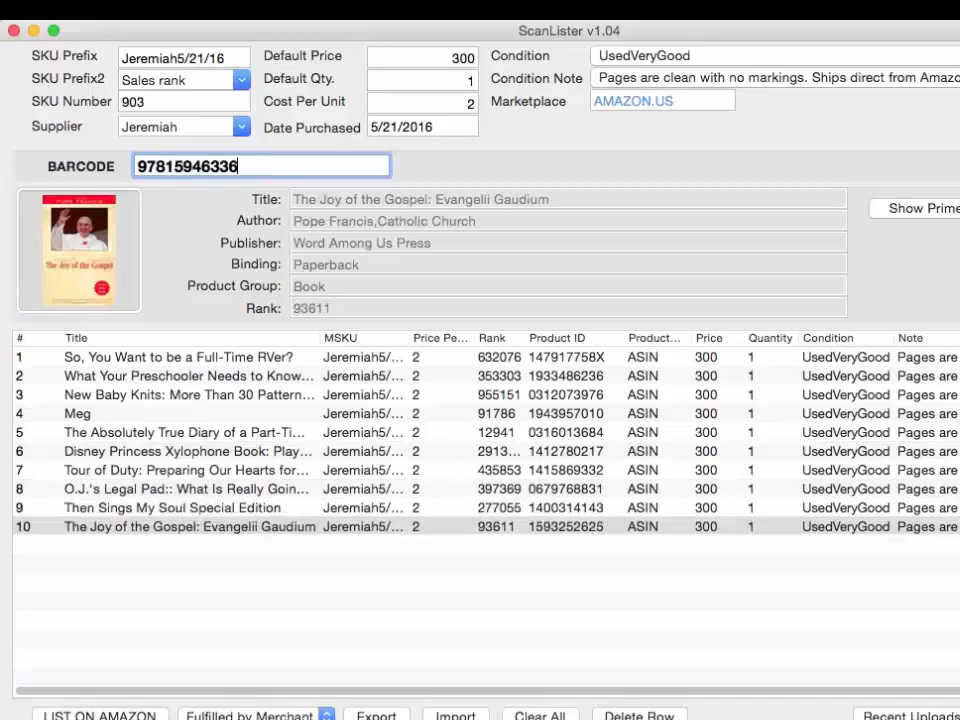 ScanLister v1.04
SKU Prefix Jeremiah5/21/16 Default Price 300 Condition UsedVeryGood
SKU Prefix2 Sales rank Default Qty. 1 Condition Note Pages are clean with no markings. Ships direct from Amazo
SKU Number 903 Cost Per Unit 2 Marketplace AMAZON.US
Supplier Jeremiah Date Purchased 5/21/2016
BARCODE 97815946336
The Joy of the Gospel
Title: The Joy of the Gospel: Evangelii Gaudium Show Prime
Author: Pope Francis,Catholic Church
Publisher: Word Among Us Press
Binding: Paperback
Product Group: Book
Rank: 93611
# Title MSKU Price Pe... Rank Product ID Product... Price Quantity Condition Note
1 So, You Want to be a Full-Time RVer? Jeremiah5/... 2 632076 147917758X ASIN 300 1 UsedVeryGood Pages are
2 What Your Preschooler Needs to Know... Jeremiah5/... 2 353303 1933486236 ASIN 300 1 UsedVeryGood Pages are
3 New Baby Knits: More Than 30 Pattern... Jeremiah5/... 2 955151 0312073976 ASIN 300 1 UsedVeryGood Pages are
4 Meg Jeremiah5/... 2 91786 1943957010 ASIN 300 1 UsedVeryGood Pages are
5 The Absolutely True Diary of a Part-Ti... Jeremiah5/... 2 12941 0316013684 ASIN 300 1 UsedVeryGood Pages are
6 Disney Princess Xylophone Book: Play... Jeremiah5/... 2 2913... 1412780217 ASIN 300 1 UsedVeryGood Pages are
7 Tour of Duty: Preparing Our Hearts for... Jeremiah5/... 2 435853 1415869332 ASIN 300 1 UsedVeryGood Pages are
8 O.J.'s Legal Pad:: What Is Really Goin... Jeremiah5/... 2 397369 0679768831 ASIN 300 1 UsedVeryGood Pages are
9 Then Sings My Soul Special Edition Jeremiah5/... 2 277055 1400314143 ASIN 300 1 UsedVeryGood Pages are
10 The Joy of the Gospel: Evangelii Gaudium Jeremiah5/... 2 93611 1593252625 ASIN 300 1 UsedVeryGood Pages are
LIST ON AMAZON Fulfilled by Merchant Export Import Clear All Delete Row Recent Uploads